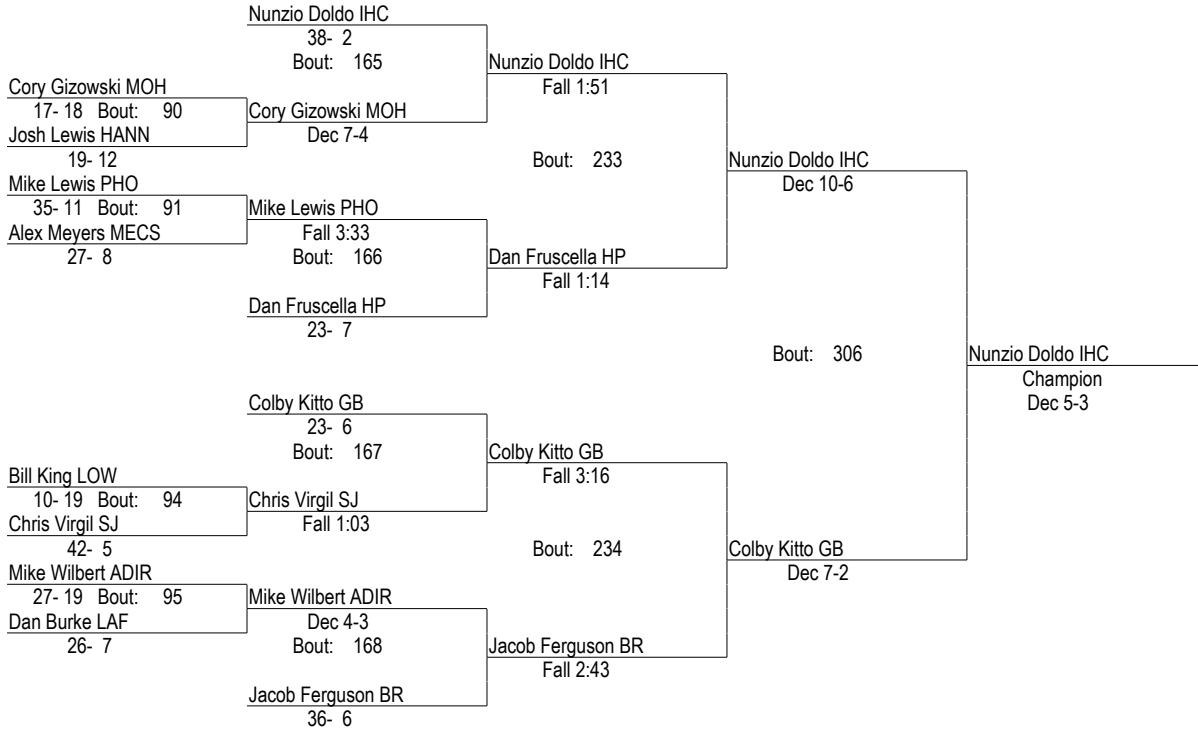 Nunzio Doldo IHC
38- 2
Bout: 165
Nunzio Doldo IHC
Fall 1:51
Cory Gizowski MOH
17- 18 Bout: 90
Cory Gizowski MOH
Dec 7-4
Josh Lewis HANN
19- 12
Bout: 233
Nunzio Doldo IHC
Dec 10-6
Mike Lewis PHO
35- 11 Bout: 91
Mike Lewis PHO
Fall 3:33
Alex Meyers MECS
27- 8
Bout: 166
Dan Fruscella HP
Fall 1:14
Dan Fruscella HP
23- 7
Bout: 306
Nunzio Doldo IHC
Champion
Dec 5-3
Colby Kitto GB
23- 6
Bout: 167
Colby Kitto GB
Fall 3:16
Bill King LOW
10- 19 Bout: 94
Chris Virgil SJ
Fall 1:03
Chris Virgil SJ
42- 5
Bout: 234
Colby Kitto GB
Dec 7-2
Mike Wilbert ADIR
27- 19 Bout: 95
Mike Wilbert ADIR
Dec 4-3
Dan Burke LAF
26- 7
Bout: 168
Jacob Ferguson BR
Fall 2:43
Jacob Ferguson BR
36- 6